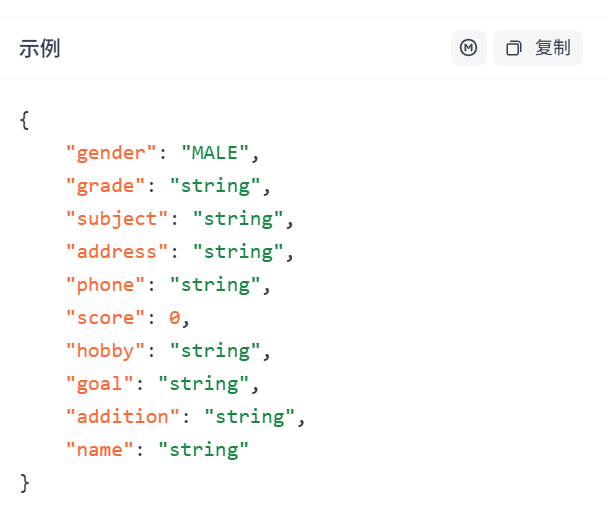 示例
M 复制
{
    "gender": "MALE",
    "grade": "string",
    "subject": "string",
    "address": "string",
    "phone": "string",
    "score": 0,
    "hobby": "string",
    "goal": "string",
    "addition": "string",
    "name": "string"
}